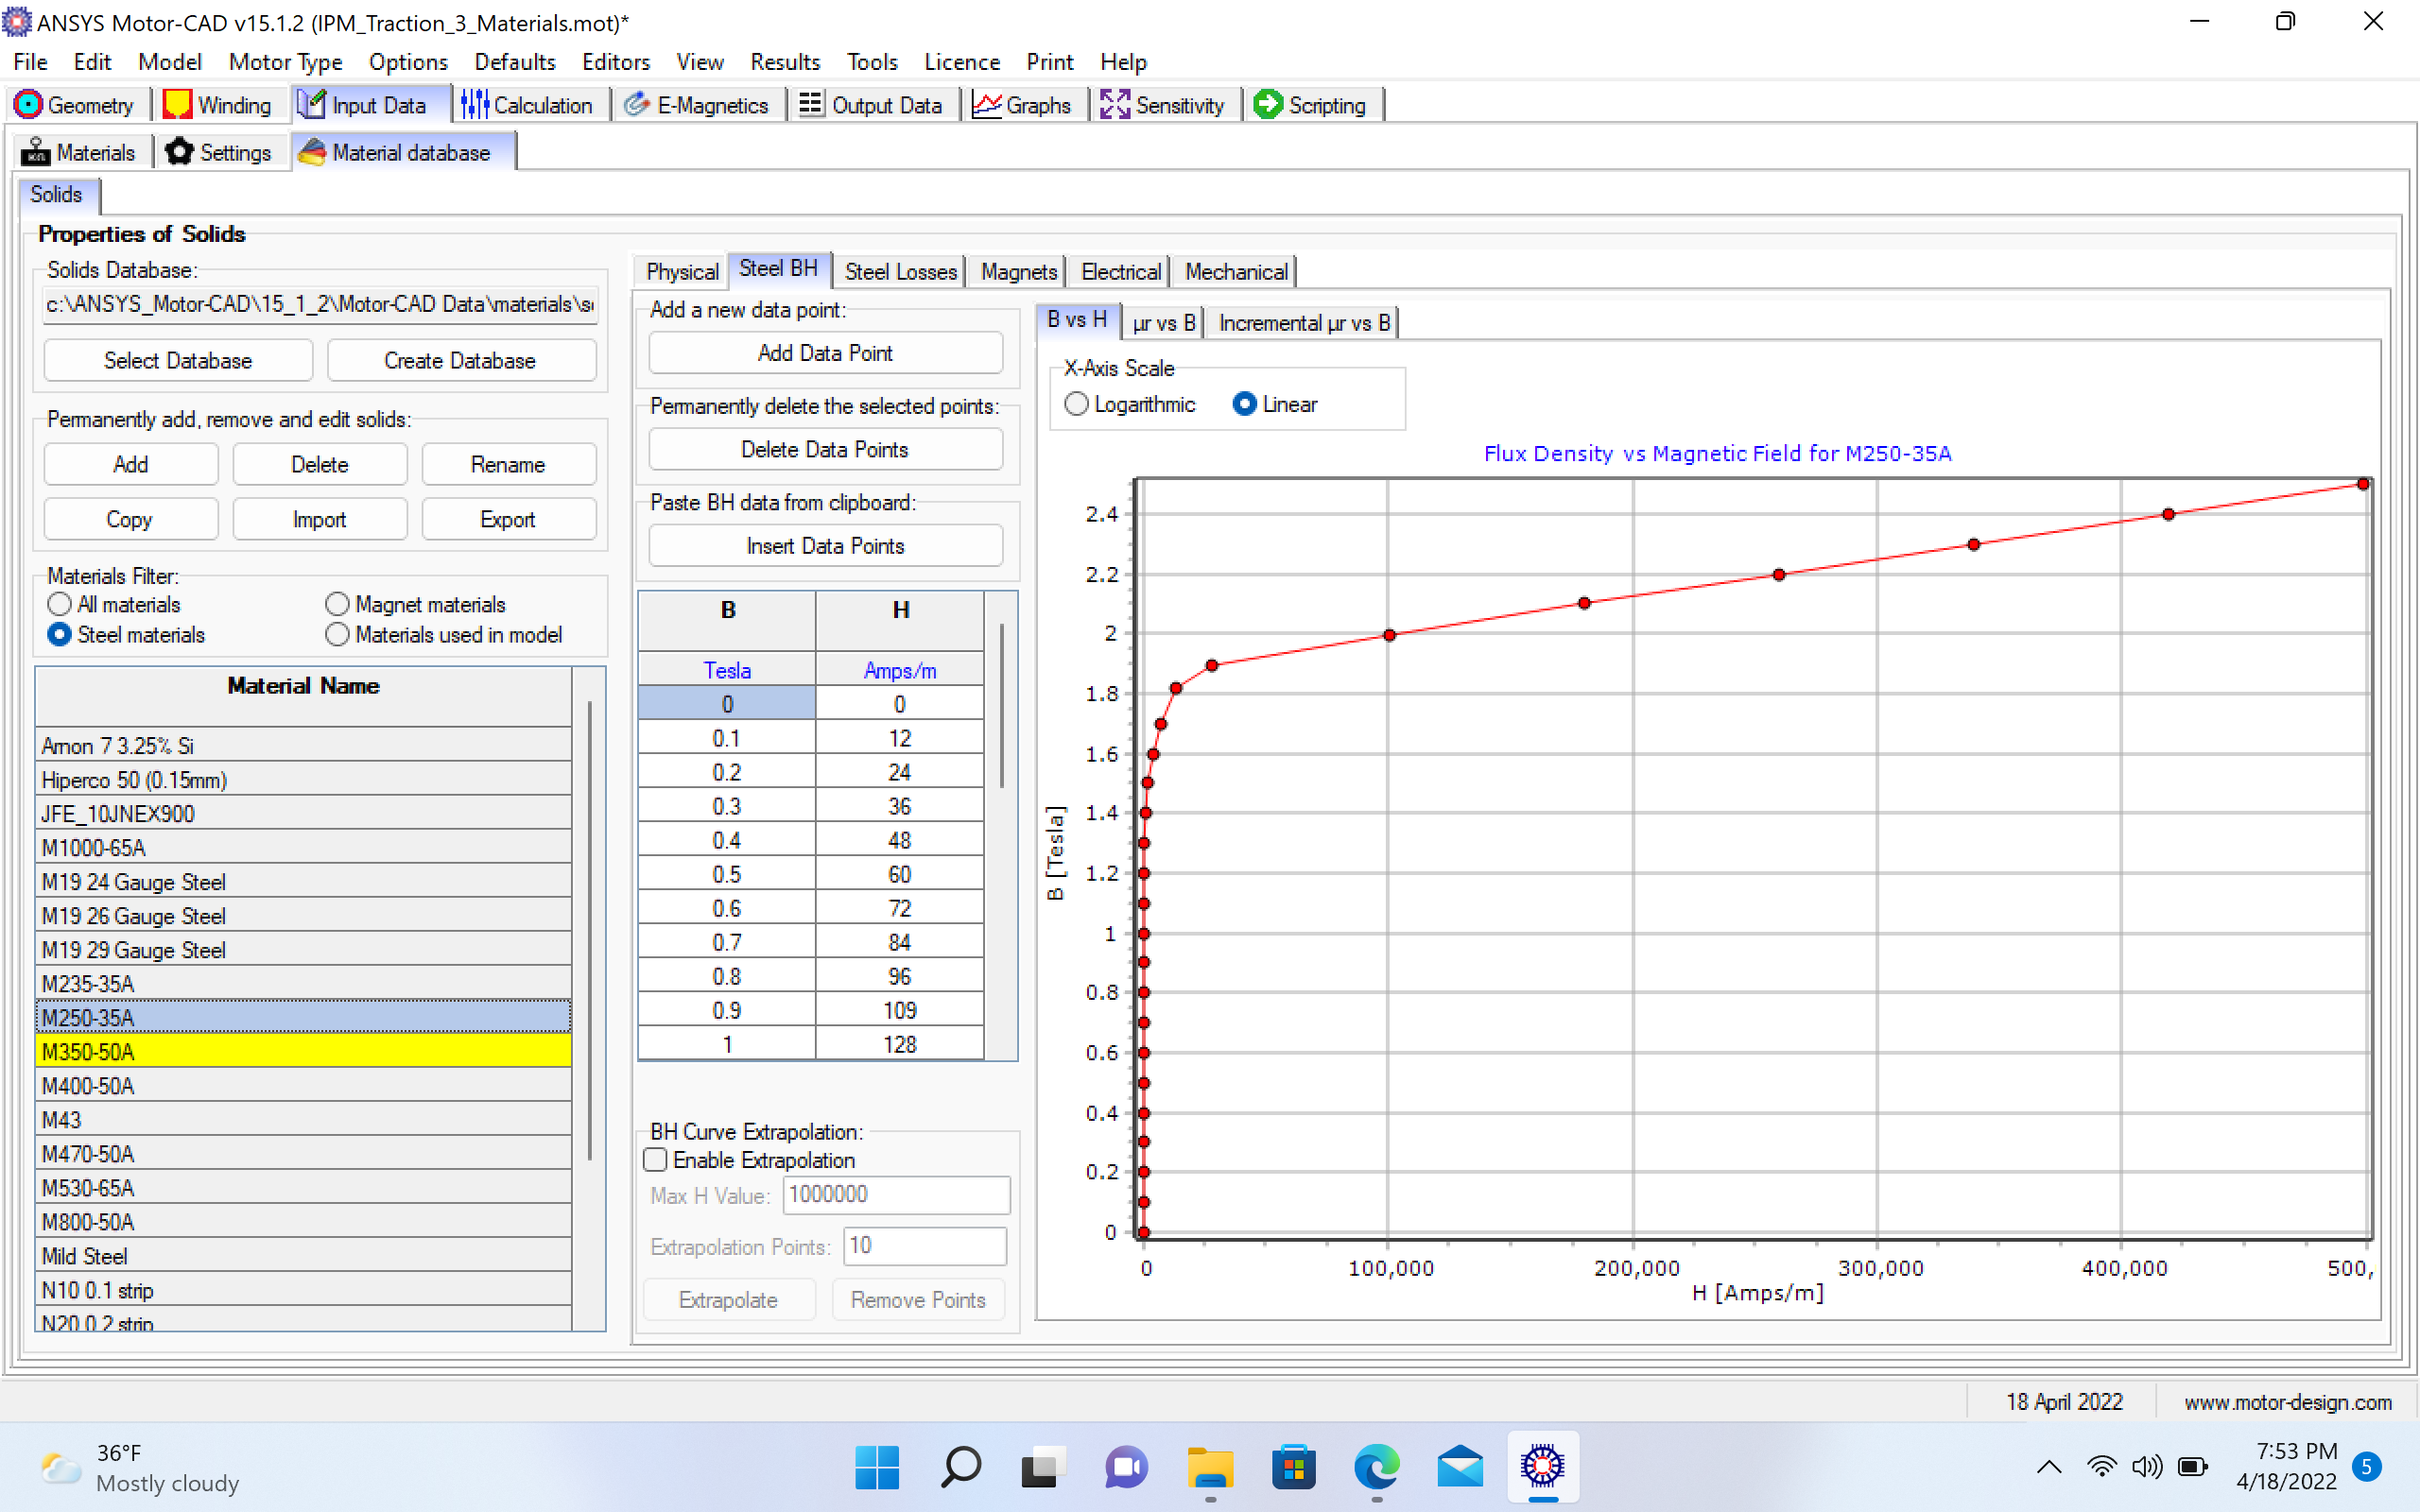 ANSYS Motor-CAD v15.1.2 (IPM_Traction_3_Materials.mot)*
File Edit Model Motor Type Options Defaults Editors View Results Tools Licence Print Help
Geometry Winding Input Data Calculation E-Magnetics Output Data Graphs Sensitivity Scripting
Materials Settings Material database
Solids
Properties of Solids
Solids Database:
c:\ANSYS_Motor-CAD\15_1_2\Motor-CAD Data\materials\s
Select Database Create Database
Permanently add, remove and edit solids:
Add Delete Rename
Copy Import Export
Materials Filter:
All materials Magnet materials
Steel materials Materials used in model
Material Name
Arnon 7 3.25% Si
Hiperco 50 (0.15mm)
JFE_10JNEX900
M1000-65A
M19 24 Gauge Steel
M19 26 Gauge Steel
M19 29 Gauge Steel
M235-35A
M250-35A
M350-50A
M400-50A
M43
M470-50A
M530-65A
M800-50A
Mild Steel
N10 0.1 strip
N20 0.2 strip
Physical Steel BH Steel Losses Magnets Electrical Mechanical
Add a new data point:
Add Data Point
Permanently delete the selected points:
Delete Data Points
Paste BH data from clipboard:
Insert Data Points
B H
Tesla Amps/m
0 0
0.1 12
0.2 24
0.3 36
0.4 48
0.5 60
0.6 72
0.7 84
0.8 96
0.9 109
1 128
BH Curve Extrapolation:
Enable Extrapolation
Max H Value: 1000000
Extrapolation Points: 10
Extrapolate Remove Points
B vs H µr vs B Incremental µr vs B
X-Axis Scale
Logarithmic Linear
Flux Density vs Magnetic Field for M250-35A
B [Tesla]
2.4
2.2
2
1.8
1.6
1.4
1.2
1
0.8
0.6
0.4
0.2
0
0 100,000 200,000 300,000 400,000 500,
H [Amps/m]
18 April 2022 www.motor-design.com
36°F
Mostly cloudy
7:53 PM
4/18/2022
5